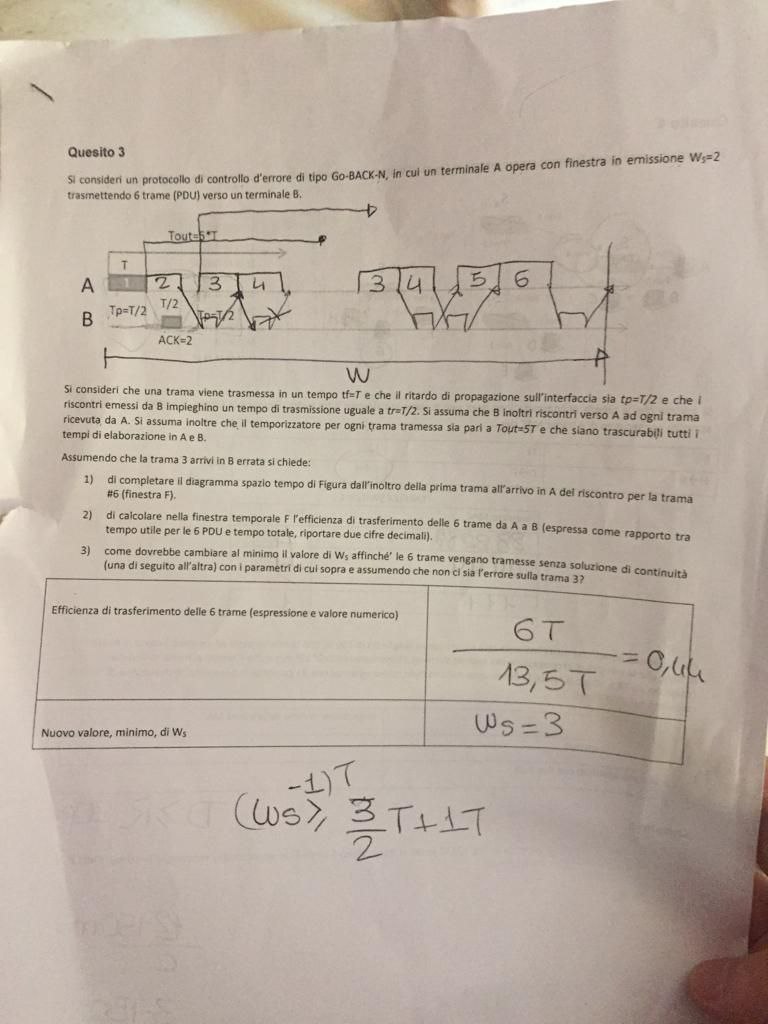 Quesito 3
Si consideri un protocollo di controllo d'errore di tipo Go-BACK-N, in cui un terminale A opera con finestra in emissione Ws=2
trasmettendo 6 trame (PDU) verso un terminale B.
Tout=5*T
T
A 1 2 3 4 3 4 5 6
Tp=T/2 T/2 Tp=T/2
B
ACK=2
W
Si consideri che una trama viene trasmessa in un tempo tf=T e che il ritardo di propagazione sull'interfaccia sia tp=T/2 e che i
riscontri emessi da B impieghino un tempo di trasmissione uguale a tr=T/2. Si assuma che B inoltri riscontri verso A ad ogni trama
ricevuta da A. Si assuma inoltre che il temporizzatore per ogni trama tramessa sia pari a Tout=5T e che siano trascurabili tutti i
tempi di elaborazione in A e B.
Assumendo che la trama 3 arrivi in B errata si chiede:
1) di completare il diagramma spazio tempo di Figura dall'inoltro della prima trama all'arrivo in A del riscontro per la trama
#6 (finestra F).
2) di calcolare nella finestra temporale F l'efficienza di trasferimento delle 6 trame da A a B (espressa come rapporto tra
tempo utile per le 6 PDU e tempo totale, riportare due cifre decimali).
3) come dovrebbe cambiare al minimo il valore di Ws affinché' le 6 trame vengano tramesse senza soluzione di continuità
(una di seguito all'altra) con i parametri di cui sopra e assumendo che non ci sia l'errore sulla trama 3?
Efficienza di trasferimento delle 6 trame (espressione e valore numerico)
6T
13,5T
=0,44
Nuovo valore, minimo, di Ws
Ws=3
(Ws-1)T ≥ 3/2 T+1T